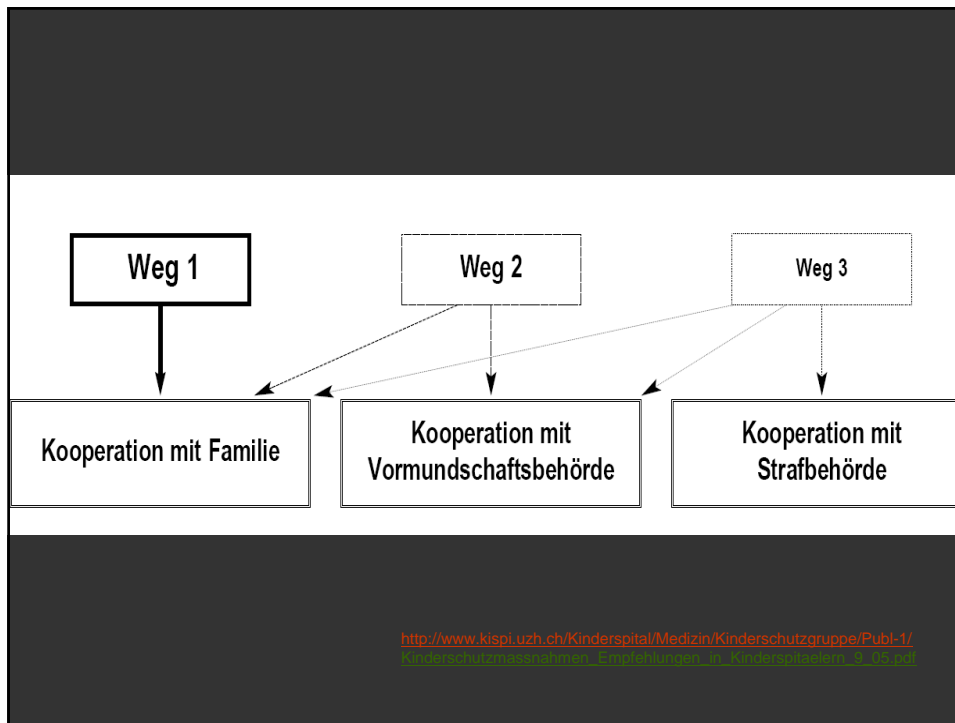 Weg 1
Weg 2
Weg 3
Kooperation mit Familie
Kooperation mit
Vormundschaftsbehörde
Kooperation mit
Strafbehörde
http://www.kispi.uzh.ch/Kinderspital/Medizin/Kinderschutzgruppe/Publ-1/
Kinderschutzmassnahmen_Empfehlungen_in_Kinderspitaelern_9_05.pdf